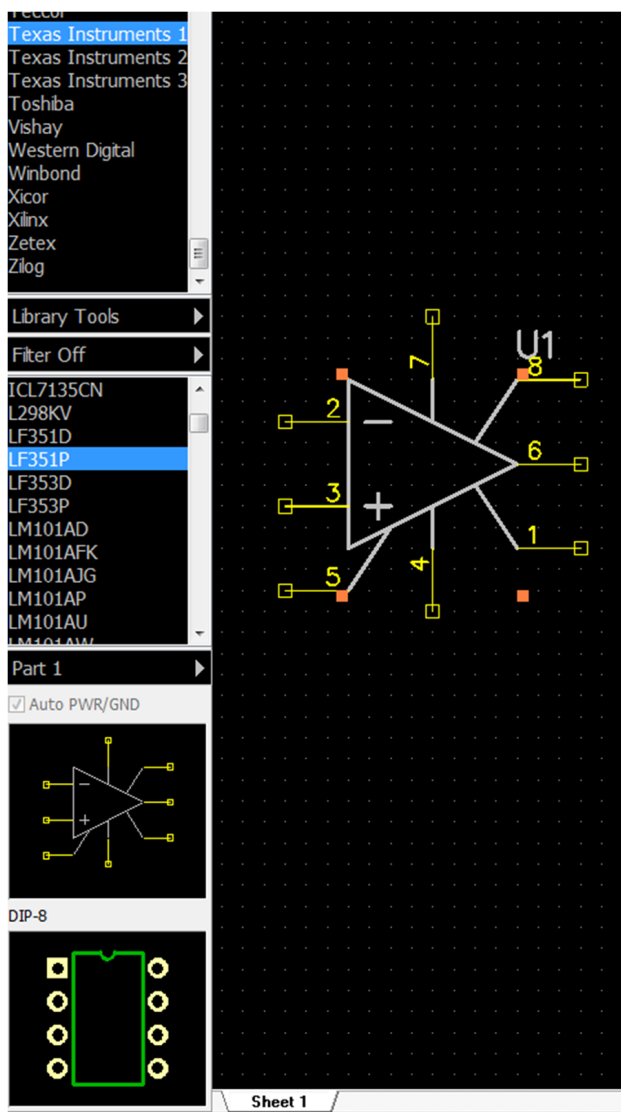 Teccor
Texas Instruments 1
Texas Instruments 2
Texas Instruments 3
Toshiba
Vishay
Western Digital
Winbond
Xicor
Xilinx
Zetex
Zilog
Library Tools
Filter Off
ICL7135CN
L298KV
LF351D
LF351P
LF353D
LF353P
LM101AD
LM101AFK
LM101AJG
LM101AP
LM101AU
LM101AW
Part 1
Auto PWR/GND
DIP-8
U1
7
8
2
6
3
1
5
4
Sheet 1